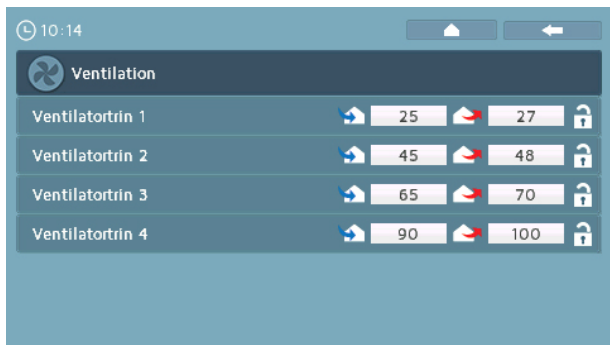 10:14
Ventilation
Ventilatortrin 1 25 27
Ventilatortrin 2 45 48
Ventilatortrin 3 65 70
Ventilatortrin 4 90 100